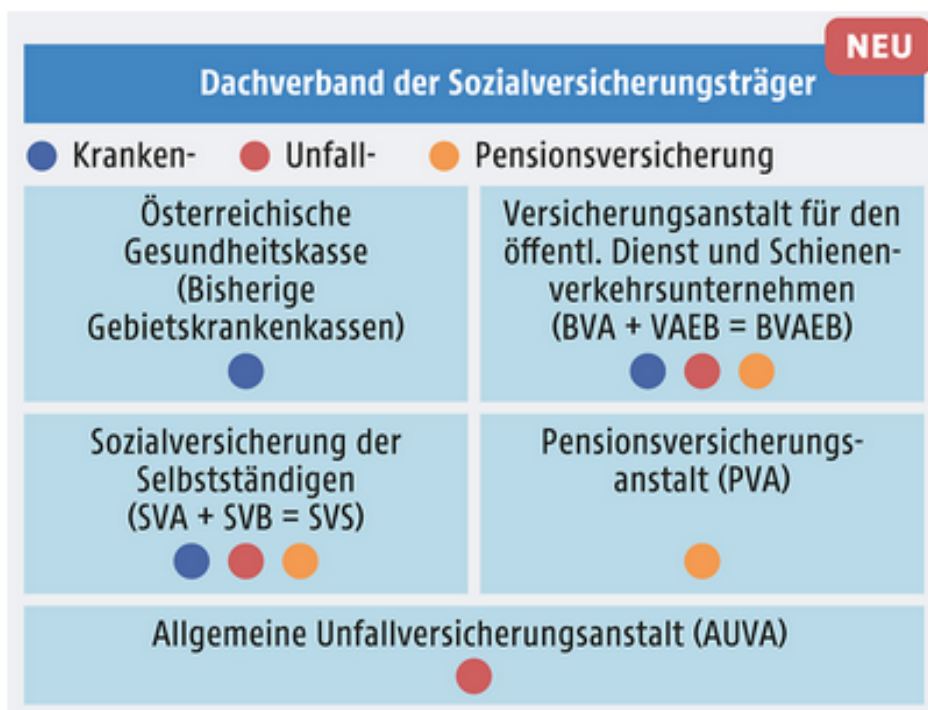 NEU
Dachverband der Sozialversicherungsträger
Kranken- Unfall- Pensionsversicherung
Österreichische
Gesundheitskasse
(Bisherige
Gebietskrankenkassen)
Versicherungsanstalt für den
öffentl. Dienst und Schienen-
verkehrsunternehmen
(BVA + VAEB = BVAEB)
Sozialversicherung der
Selbstständigen
(SVA + SVB = SVS)
Pensionsversicherungs-
anstalt (PVA)
Allgemeine Unfallversicherungsanstalt (AUVA)